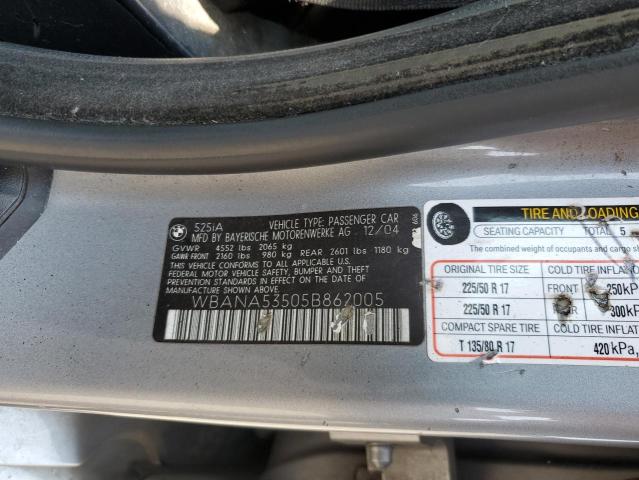 525iA VEHICLE TYPE: PASSENGER CAR
MFD BY BAYERISCHE MOTORENWERKE AG 12/04
GVWR 4552 lbs 2065 kg
GAWR FRONT 2160 lbs 980 kg REAR 2601 lbs 1180 kg
THIS VEHICLE CONFORMS TO ALL APPLICABLE U.S.
FEDERAL MOTOR VEHICLE SAFETY, BUMPER AND THEFT
PREVENTION STANDARDS IN EFFECT ON THE DATE OF
MANUFACTURE SHOWN ABOVE.
WBANA53505B862005
TIRE AND LOADING
SEATING CAPACITY TOTAL 5
The combined weight of occupants and cargo sh
ORIGINAL TIRE SIZE COLD TIRE INFLA
225/50 R 17 FRONT 250kP
225/50 R 17 300kP
COMPACT SPARE TIRE COLD TIRE INFL
T 135/80 R 17 420 kPa,